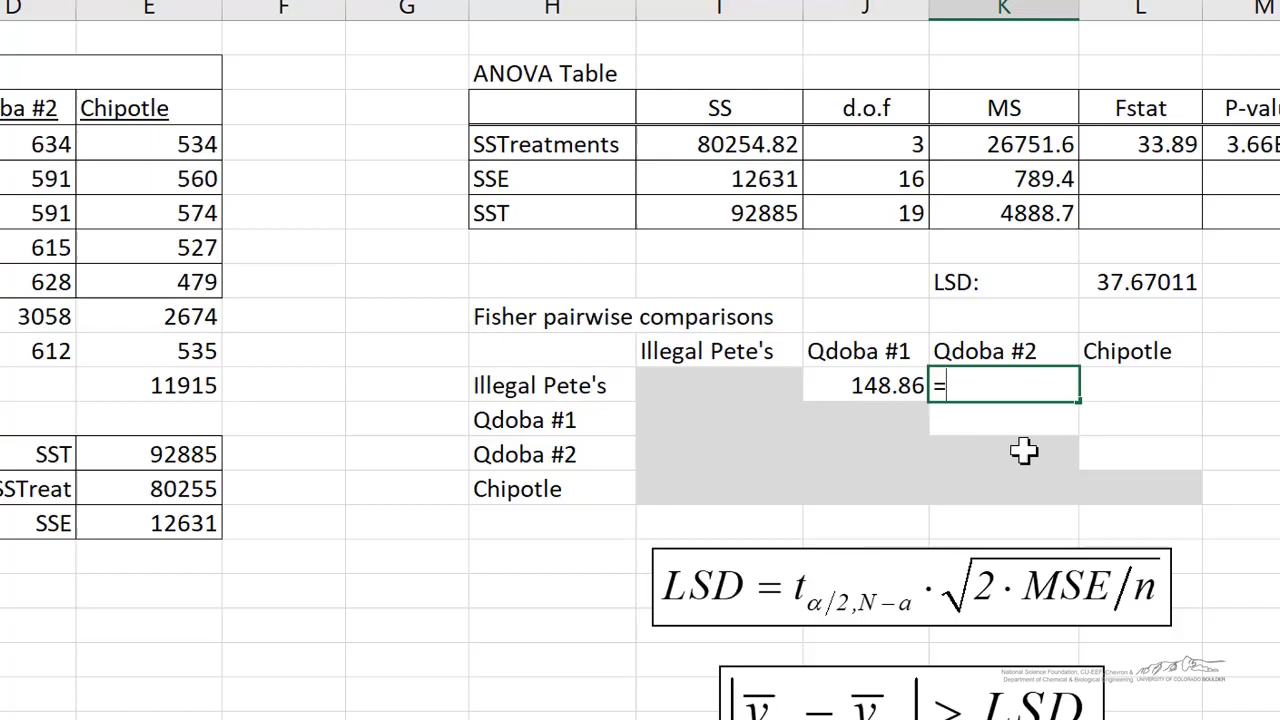 D E F G H I J K L M
ANOVA Table
ba #2 Chipotle SS d.o.f MS Fstat P-valu
634 534 SSTreatments 80254.82 3 26751.6 33.89 3.66E
591 560 SSE 12631 16 789.4
591 574 SST 92885 19 4888.7
615 527
628 479 LSD: 37.67011
3058 2674 Fisher pairwise comparisons
612 535 Illegal Pete's Qdoba #1 Qdoba #2 Chipotle
11915 Illegal Pete's 148.86 =
Qdoba #1
SST 92885 Qdoba #2
SSTreat 80255 Chipotle
SSE 12631
LSD = t α/2,N−a · √2 · MSE/n
National Science Foundation, CU-EEF, Chevron &
Department of Chemical & Biological Engineering UNIVERSITY OF COLORADO BOULDER
|y̅ − y̅ | > LSD